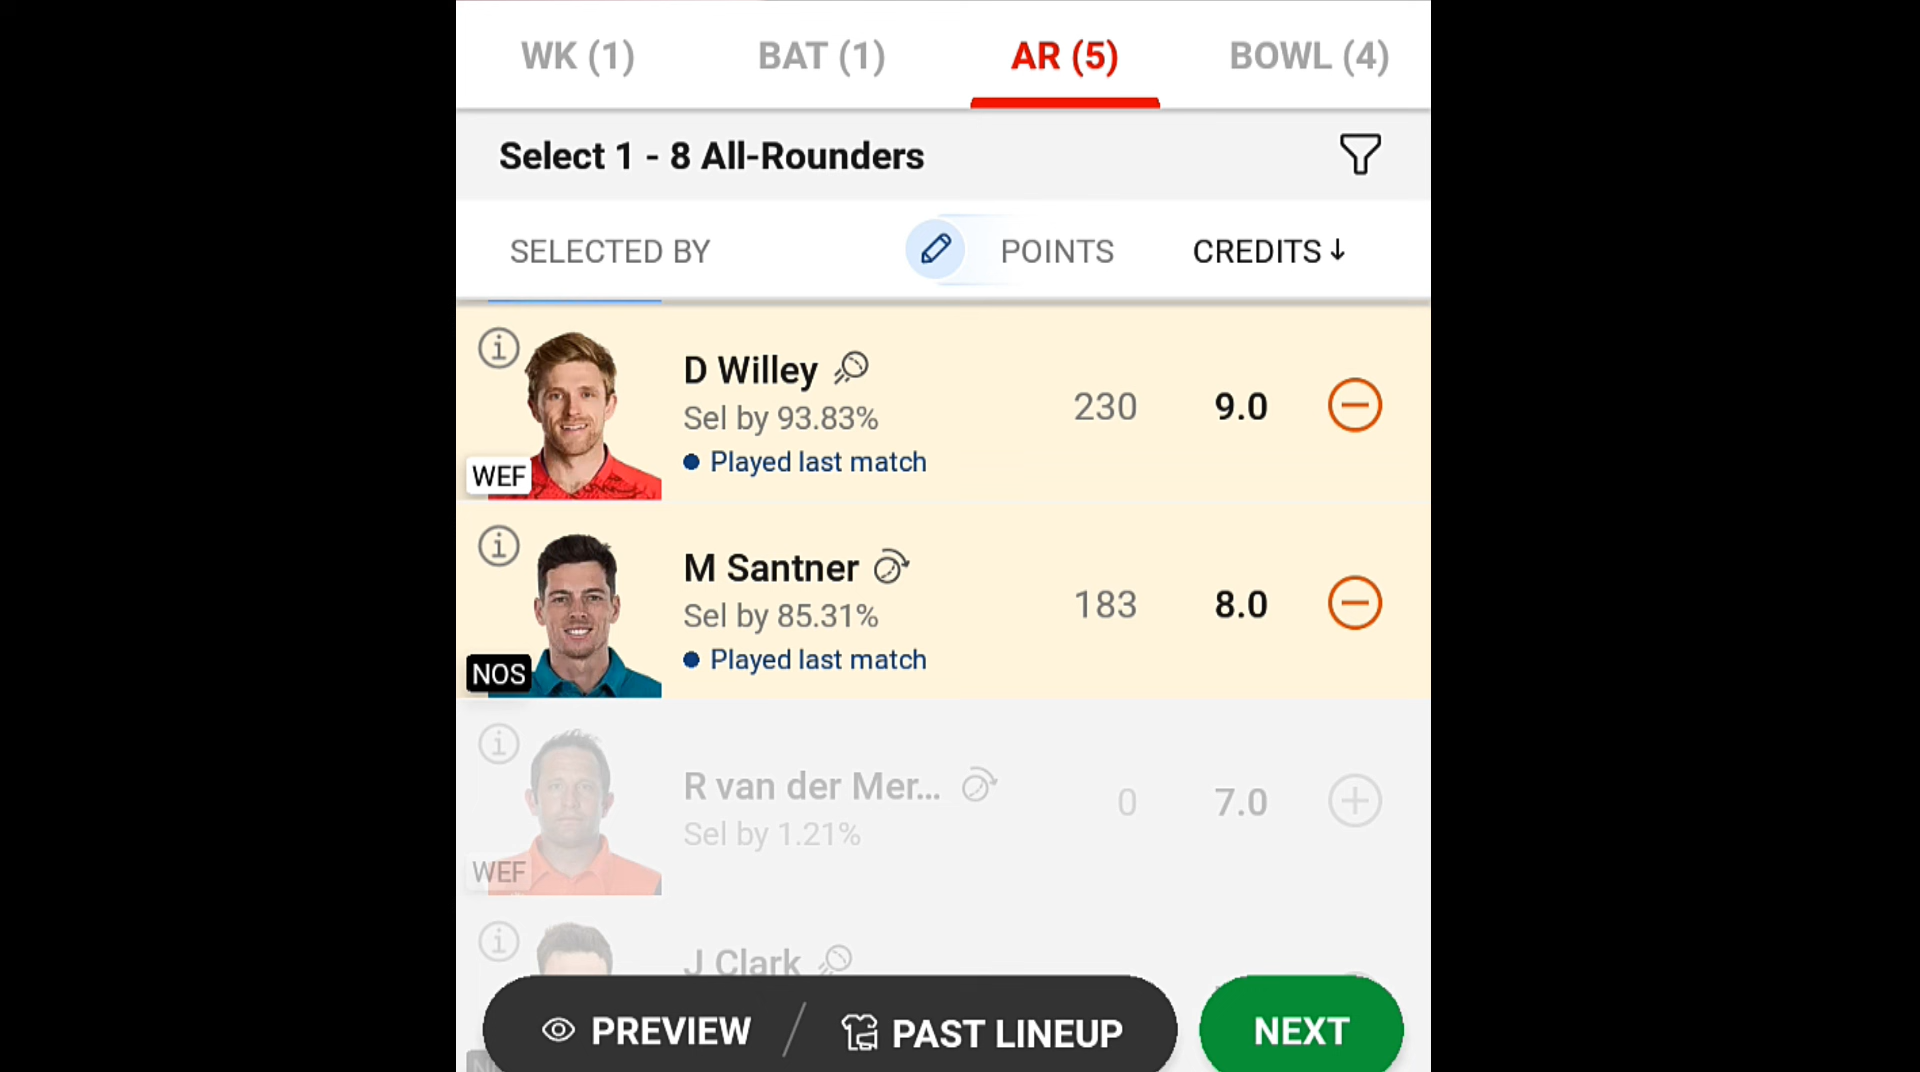 WK (1) BAT (1) AR (5) BOWL (4)
Select 1 - 8 All-Rounders
SELECTED BY POINTS CREDITS ↓
D Willey
Sel by 93.83% 230 9.0
Played last match
WEF
M Santner
Sel by 85.31% 183 8.0
Played last match
NOS
R van der Mer...
Sel by 1.21% 0 7.0
WEF
J Clark
PREVIEW / PAST LINEUP NEXT